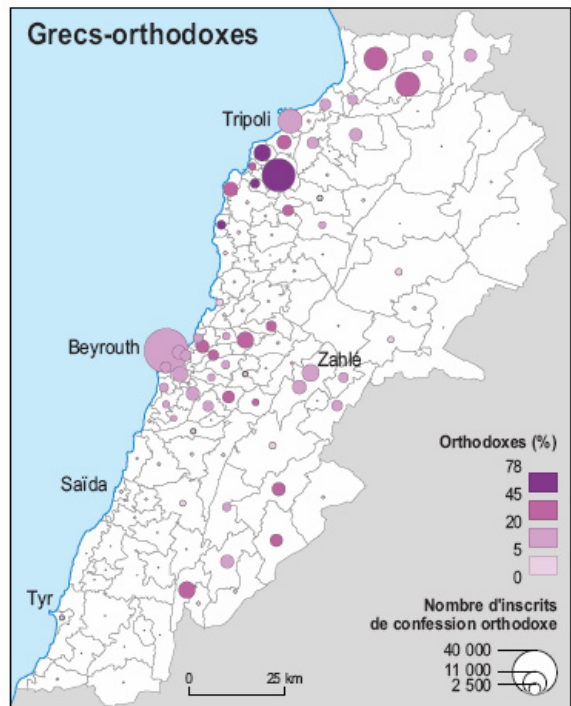 Grecs-orthodoxes
Tripoli
Beyrouth
Zahlé
Saïda
Tyr
Orthodoxes (%)
78
45
20
5
0
Nombre d'inscrits
de confession orthodoxe
40 000
11 000
2 500
0 25 km